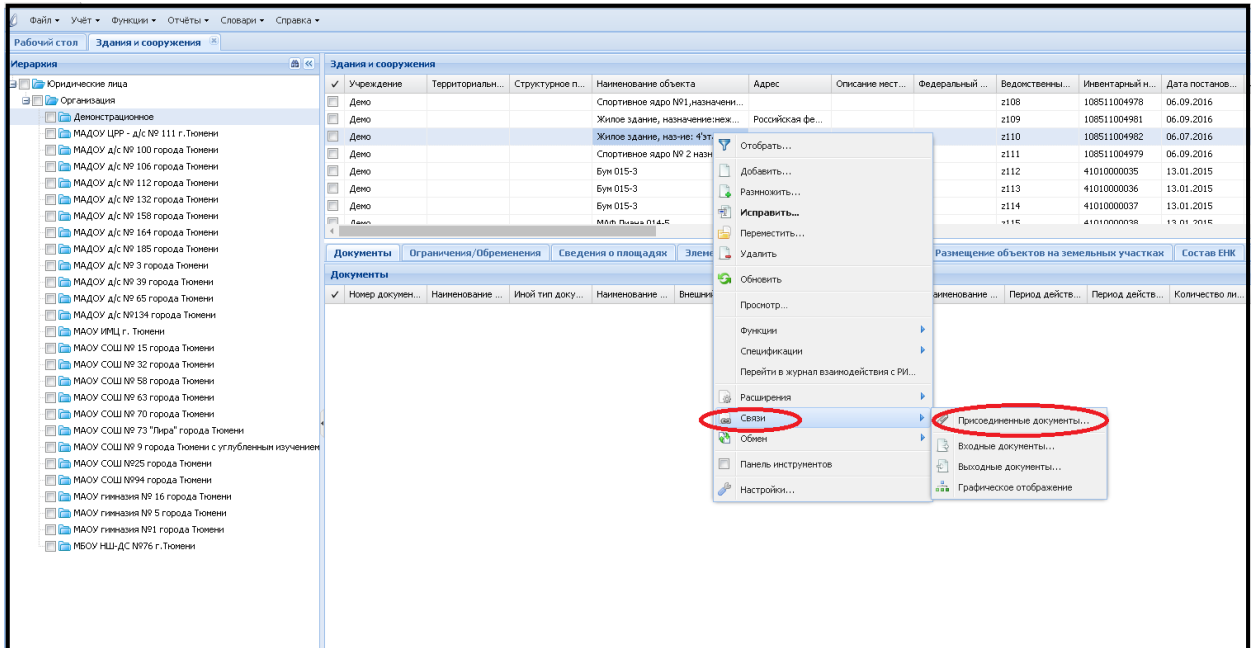 Файл Учёт Функции Отчёты Словари Справка
Рабочий стол Здания и сооружения
Иерархия
Юридические лица
Организация
Демонстрационное
МАДОУ ЦРР - д/с № 111 г.Тюмени
МАДОУ д/с № 100 города Тюмени
МАДОУ д/с № 106 города Тюмени
МАДОУ д/с № 112 города Тюмени
МАДОУ д/с № 132 города Тюмени
МАДОУ д/с № 158 города Тюмени
МАДОУ д/с № 164 города Тюмени
МАДОУ д/с № 185 города Тюмени
МАДОУ д/с № 3 города Тюмени
МАДОУ д/с № 39 города Тюмени
МАДОУ д/с № 65 города Тюмени
МАДОУ д/с №134 города Тюмени
МАОУ ИМЦ г. Тюмени
МАОУ СОШ № 15 города Тюмени
МАОУ СОШ № 32 города Тюмени
МАОУ СОШ № 58 города Тюмени
МАОУ СОШ № 63 города Тюмени
МАОУ СОШ № 70 города Тюмени
МАОУ СОШ № 73 "Лира" города Тюмени
МАОУ СОШ № 9 города Тюмени с углубленным изучением
МАОУ СОШ №25 города Тюмени
МАОУ СОШ №94 города Тюмени
МАОУ гимназия № 16 города Тюмени
МАОУ гимназия № 5 города Тюмени
МАОУ гимназия №1 города Тюмени
МБОУ НШ-ДС №76 г.Тюмени
Здания и сооружения
Учреждение Территориальн... Структурное п... Наименование объекта Адрес Описание мест... Федеральный ... Ведомственны... Инвентарный н... Дата постанов...
Демо Спортивное ядро №1,назначени... z108 108511004978 06.09.2016
Демо Жилое здание, назначение:неж... Российская фе... z109 108511004981 06.09.2016
Демо Жилое здание, наз-ие: 4'эт. z110 108511004982 06.07.2016
Демо Спортивное ядро № 2 назн z111 108511004979 06.09.2016
Демо Бум 015-3 z112 41010000035 13.01.2015
Демо Бум 015-3 z113 41010000036 13.01.2015
Демо Бум 015-3 z114 41010000037 13.01.2015
Демо МАФ Лиана 014-5 z115 41010000038 13.01.2015
Документы Ограничения/Обременения Сведения о площадях Элеме Размещение объектов на земельных участках Состав ЕНК
Документы
Номер докумен... Наименование ... Иной тип доку... Наименование ... Внешни аименование ... Период действ... Период действ... Количество ли...
Отобрать...
Добавить...
Размножить...
Исправить...
Переместить...
Удалить
Обновить
Просмотр...
Функции
Спецификации
Перейти в журнал взаимодействия с РИ...
Расширения
Связи
Обмен
Панель инструментов
Настройки...
Присоединенные документы...
Входные документы...
Выходные документы...
Графическое отображение